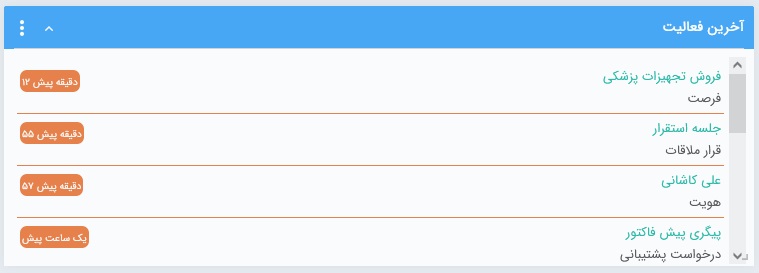 آخرین فعالیت
فروش تجهیزات پزشکی
دقیقه پیش ۱۲
فرصت
جلسه استقرار
دقیقه پیش ۵۵
قرار ملاقات
علی کاشانی
دقیقه پیش ۵۷
هویت
پیگری پیش فاکتور
یک ساعت پیش
درخواست پشتیبانی